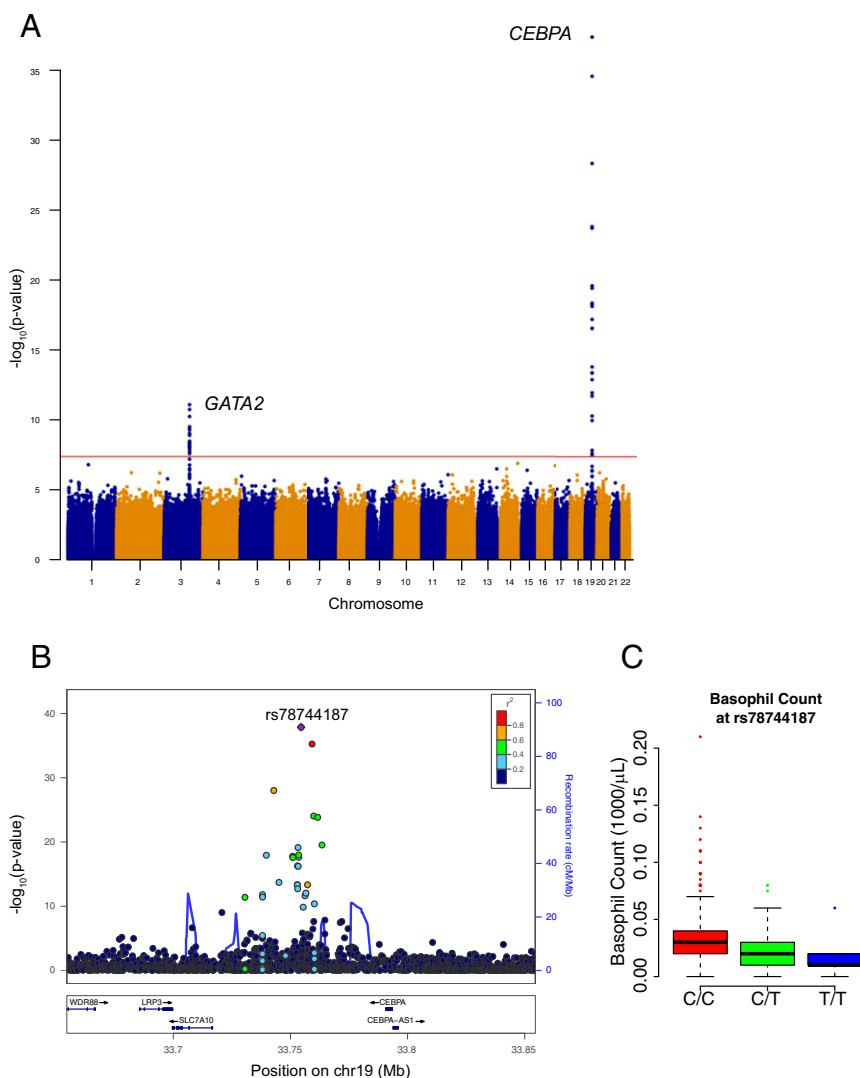 A
CEBPA
GATA2
-log10(p-value)
35
30
25
20
15
10
5
0
1 2 3 4 5 6 7 8 9 10 11 12 13 14 15 16 17 18 19 20 21 22
Chromosome
B
rs78744187
r2
0.8
0.6
0.4
0.2
-log10(p-value)
40
30
20
10
0
Recombination rate (cM/Mb)
100
80
60
40
20
0
WDR88
LRP3
CEBPA
SLC7A10
CEBPA-AS1
33.7 33.75 33.8 33.85
Position on chr19 (Mb)
C
Basophil Count
at rs78744187
Basophil Count (1000/µL)
0.20
0.15
0.10
0.05
0.00
C/C C/T T/T